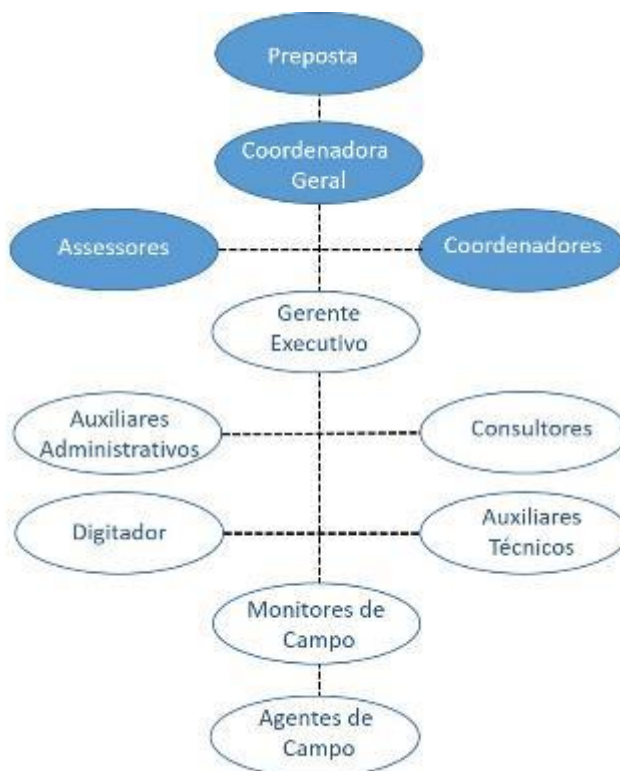 Preposta
Coordenadora
Geral
Assessores
Coordenadores
Gerente
Executivo
Auxiliares
Administrativos
Consultores
Digitador
Auxiliares
Técnicos
Monitores de
Campo
Agentes de
Campo